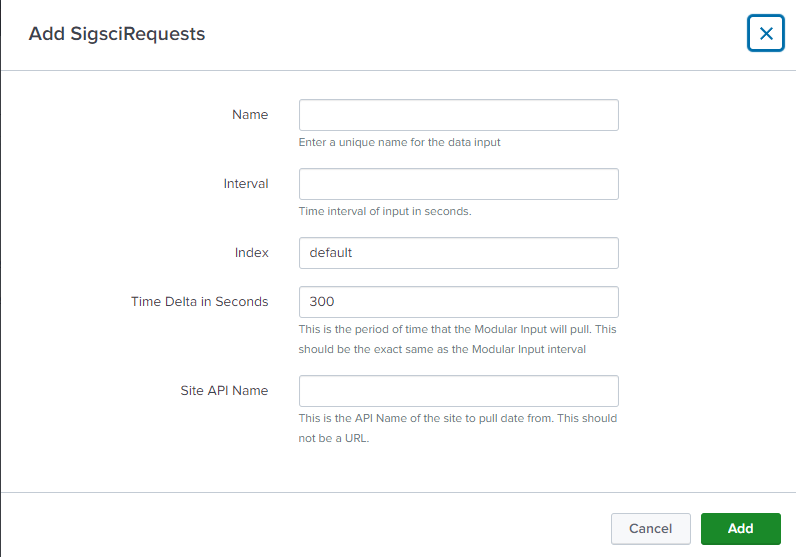 Add SigsciRequests
Name
Enter a unique name for the data input
Interval
Time interval of input in seconds.
Index
default
Time Delta in Seconds
300
This is the period of time that the Modular Input will pull. This
should be the exact same as the Modular Input interval
Site API Name
This is the API Name of the site to pull date from. This should
not be a URL.
Cancel
Add